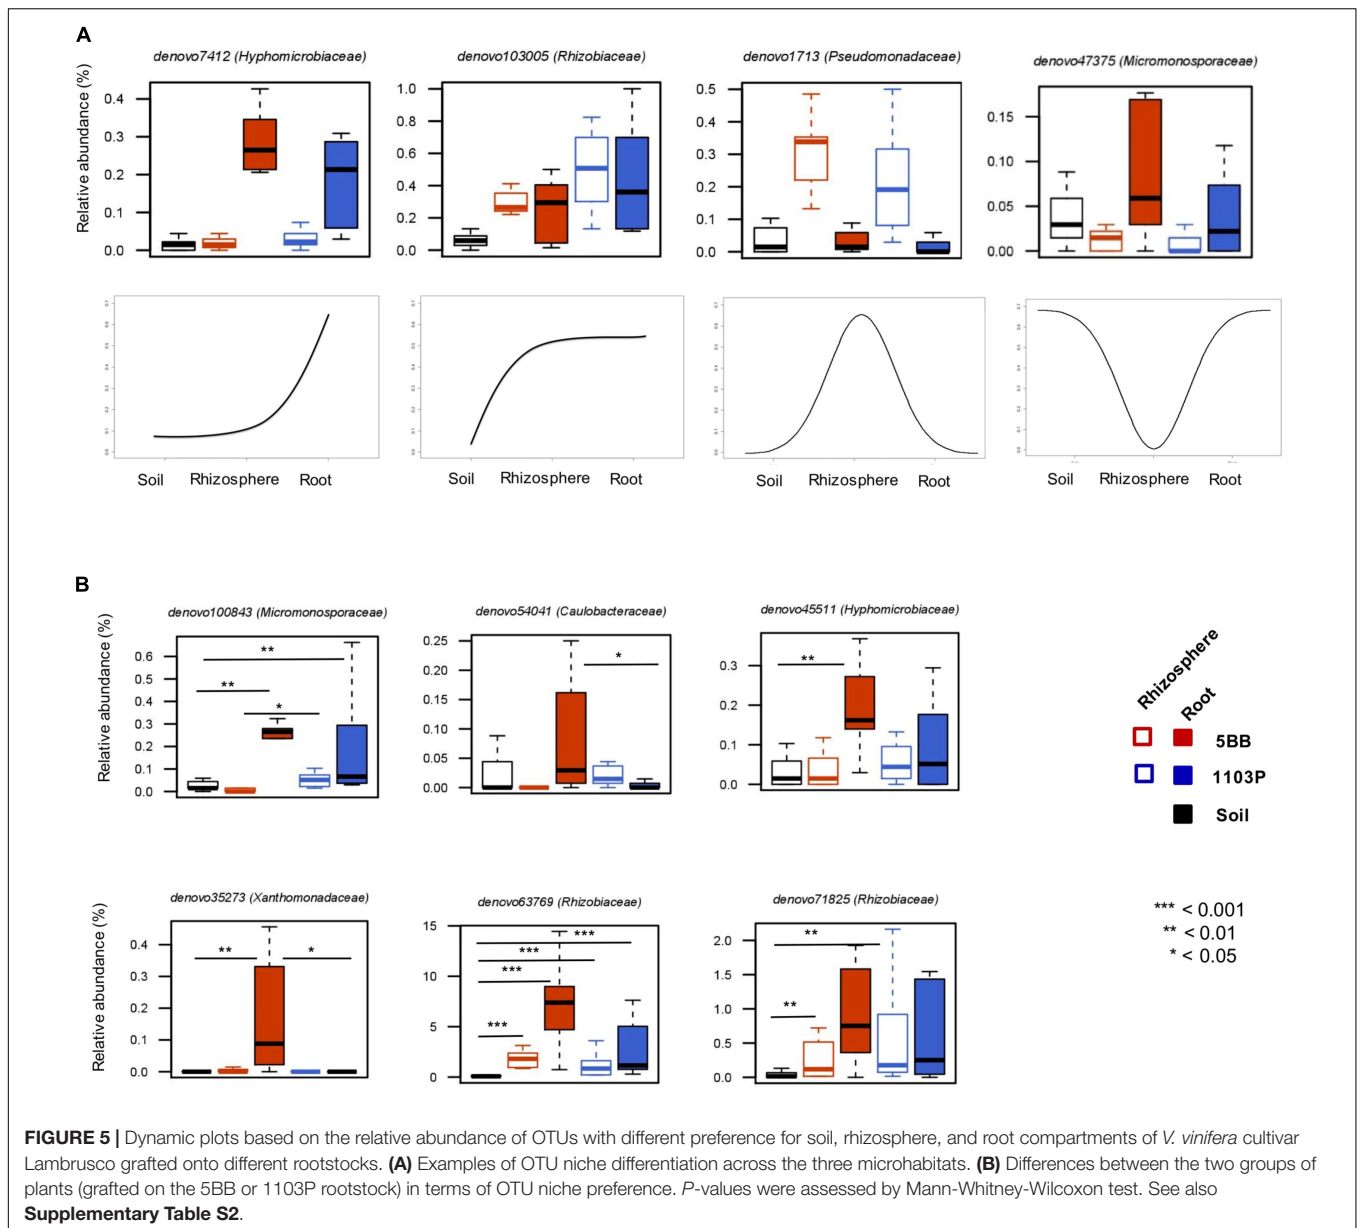 A
denovo7412 (Hyphomicrobiaceae)
denovo103005 (Rhizobiaceae)
denovo1713 (Pseudomonadaceae)
denovo47375 (Micromonosporaceae)
Relative abundance (%)
0.4
0.3
0.2
0.1
0.0
1.0
0.8
0.6
0.4
0.2
0.0
0.5
0.4
0.3
0.2
0.1
0.0
0.15
0.10
0.05
0.00
Soil Rhizosphere Root
Soil Rhizosphere Root
Soil Rhizosphere Root
Soil Rhizosphere Root
B
denovo100843 (Micromonosporaceae)
denovo54041 (Caulobacteraceae)
denovo45511 (Hyphomicrobiaceae)
Relative abundance (%)
0.6
0.5
0.4
0.3
0.2
0.1
0.0
**
**
*
0.25
0.20
0.15
0.10
0.05
0.00
*
0.3
0.2
0.1
0.0
**
Rhizosphere
Root
5BB
1103P
Soil
denovo35273 (Xanthomonadaceae)
denovo63769 (Rhizobiaceae)
denovo71825 (Rhizobiaceae)
Relative abundance (%)
0.4
0.3
0.2
0.1
0.0
** *
15
10
5
0
***
***
***
***
2.0
1.5
1.0
0.5
0.0
**
**
*** < 0.001
** < 0.01
* < 0.05
FIGURE 5 | Dynamic plots based on the relative abundance of OTUs with different preference for soil, rhizosphere, and root compartments of V. vinifera cultivar
Lambrusco grafted onto different rootstocks. (A) Examples of OTU niche differentiation across the three microhabitats. (B) Differences between the two groups of
plants (grafted on the 5BB or 1103P rootstock) in terms of OTU niche preference. P-values were assessed by Mann-Whitney-Wilcoxon test. See also
Supplementary Table S2.